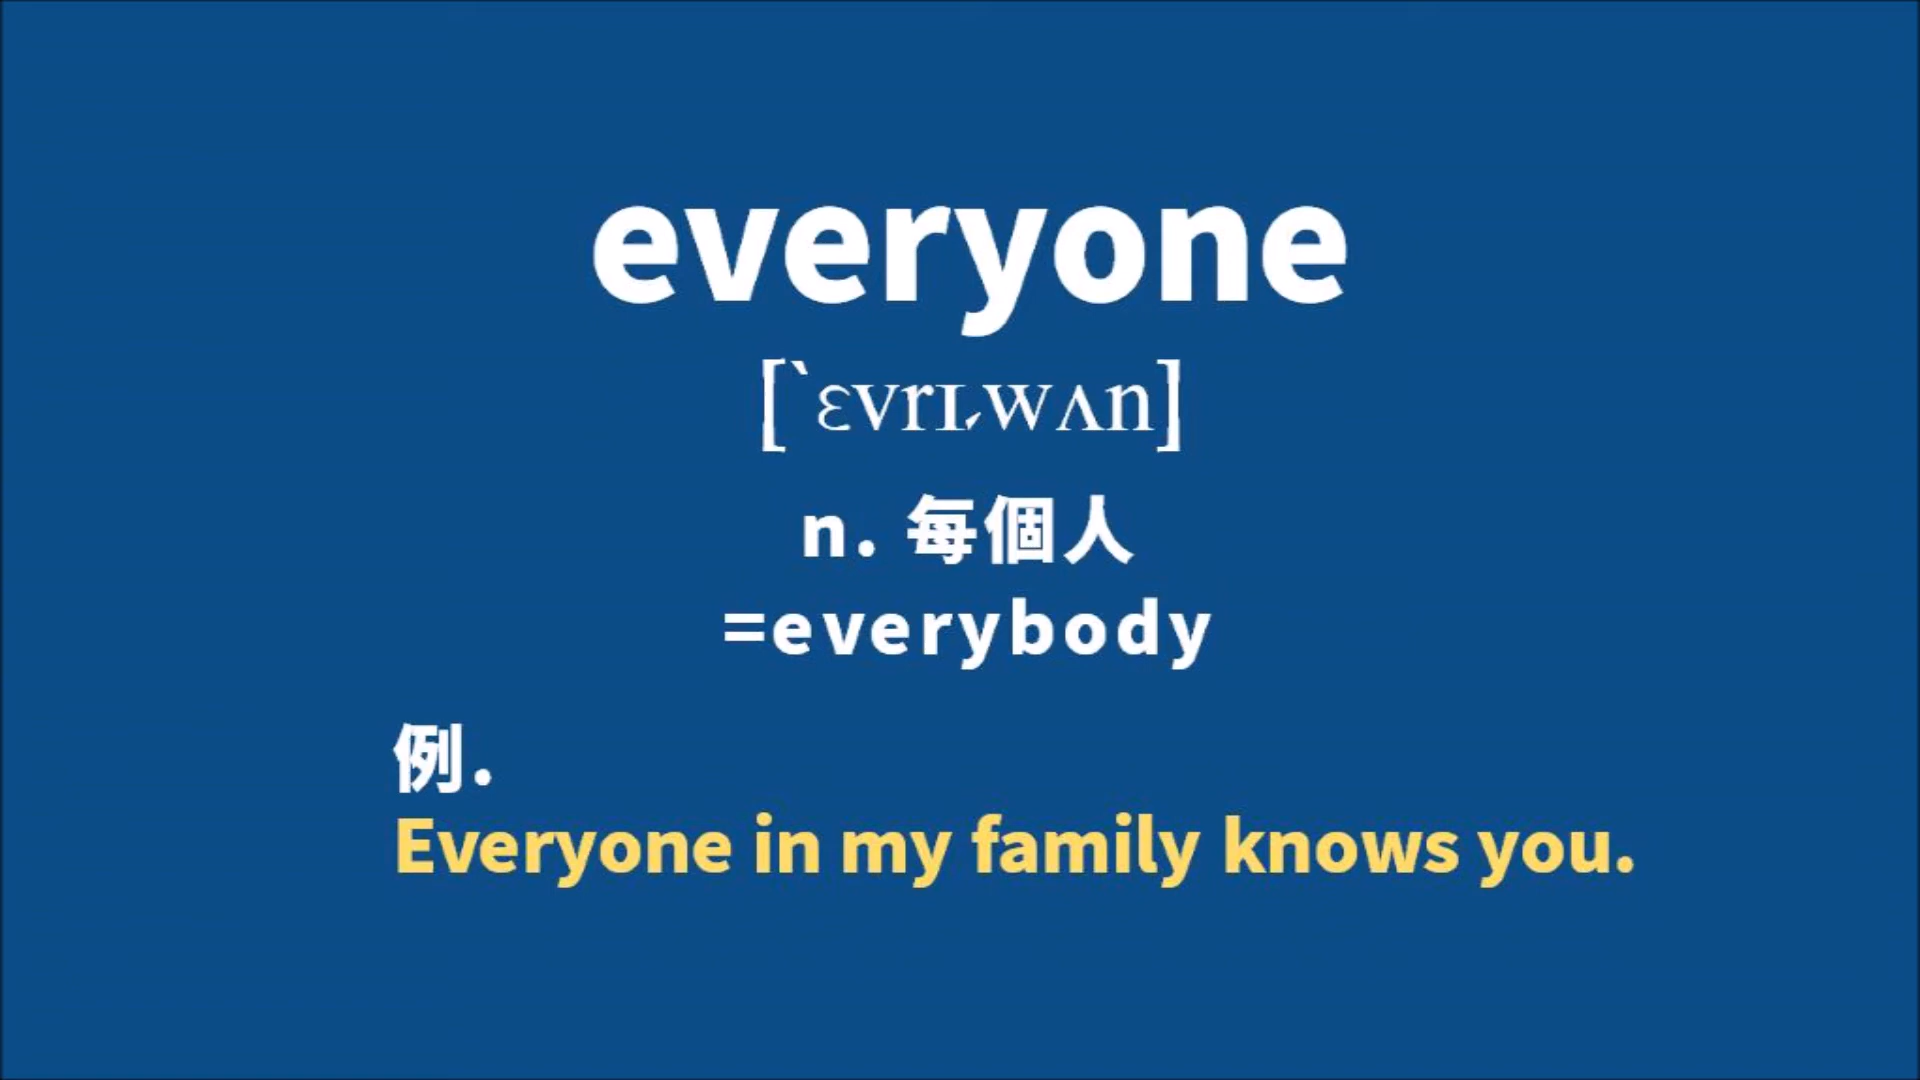 everyone
[ˋɛvrɪˏwʌn]
n. 每個人
=everybody
例.
Everyone in my family knows you.